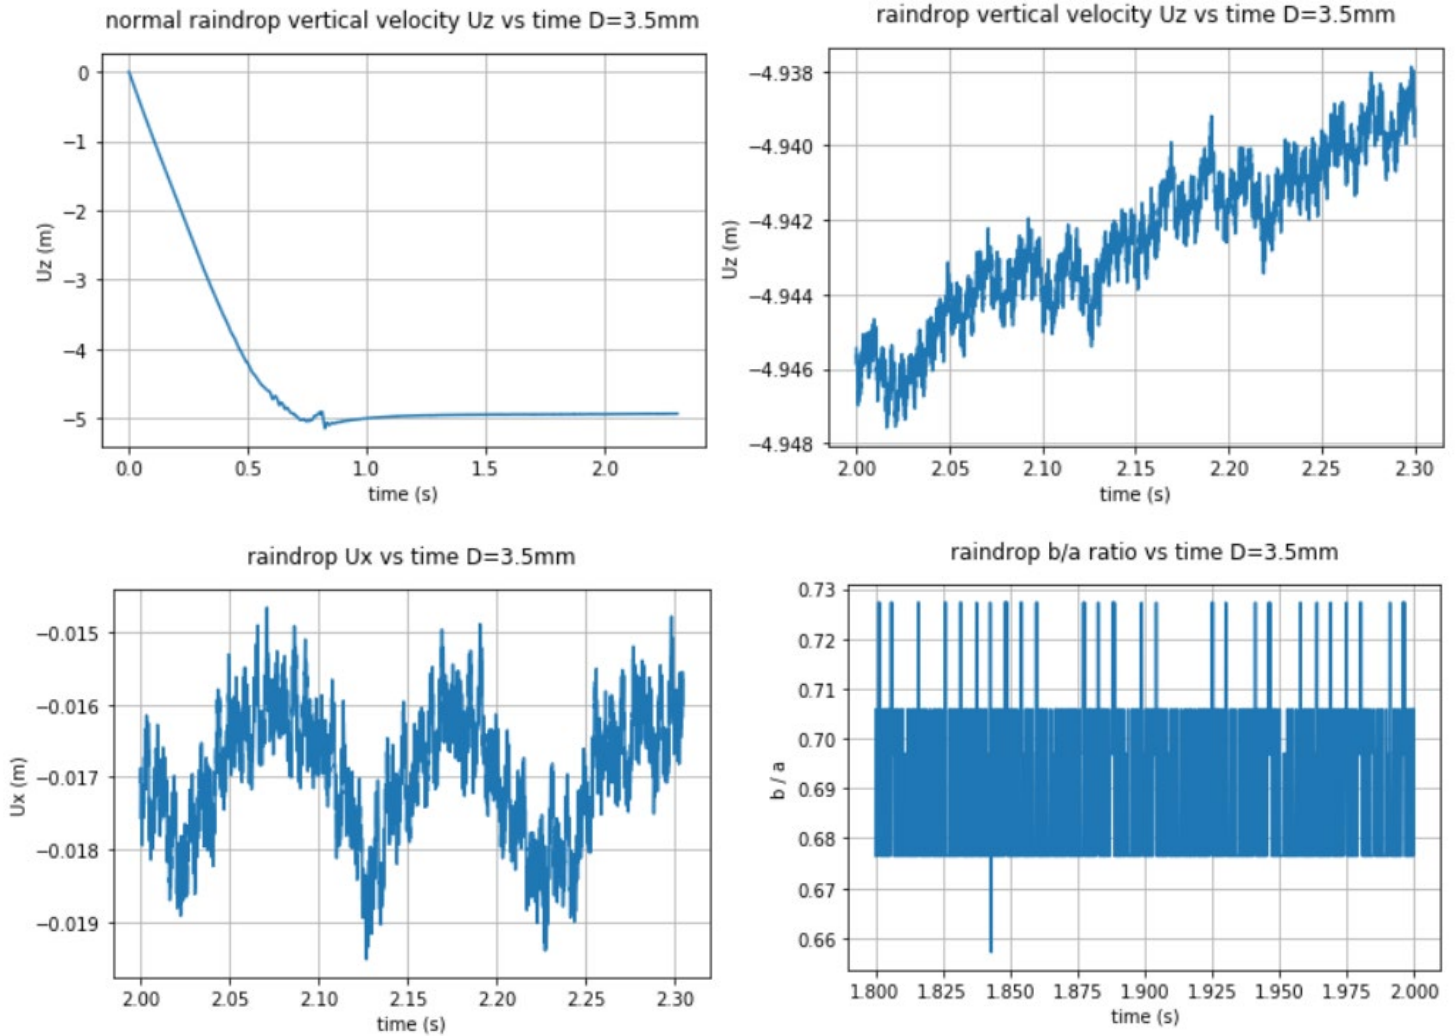 normal raindrop vertical velocity Uz vs time D=3.5mm
0
−1
−2
−3
−4
−5
Uz (m)
0.0 0.5 1.0 1.5 2.0
time (s)
raindrop vertical velocity Uz vs time D=3.5mm
−4.938
−4.940
−4.942
−4.944
−4.946
−4.948
Uz (m)
2.00 2.05 2.10 2.15 2.20 2.25 2.30
time (s)
raindrop Ux vs time D=3.5mm
−0.015
−0.016
−0.017
−0.018
−0.019
Ux (m)
2.00 2.05 2.10 2.15 2.20 2.25 2.30
time (s)
raindrop b/a ratio vs time D=3.5mm
0.73
0.72
0.71
0.70
0.69
0.68
0.67
0.66
b / a
1.800 1.825 1.850 1.875 1.900 1.925 1.950 1.975 2.000
time (s)